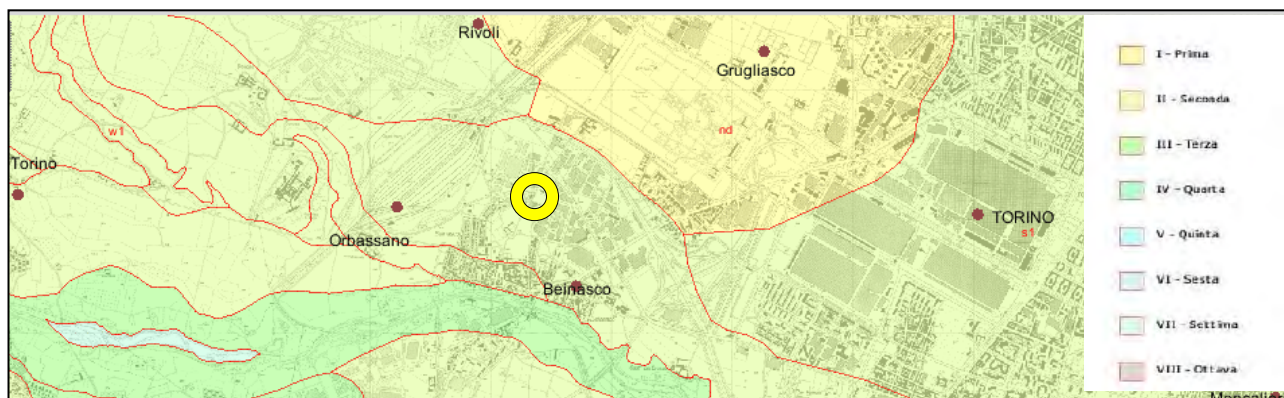 Rivoli
Grugliasco
nd
w1
Torino
TORINO
s1
Orbassano
Beinasco
I - Prima
II - Seconda
III - Terza
IV - Quarta
V - Quinta
VI - Sesta
VII - Settima
VIII - Ottava